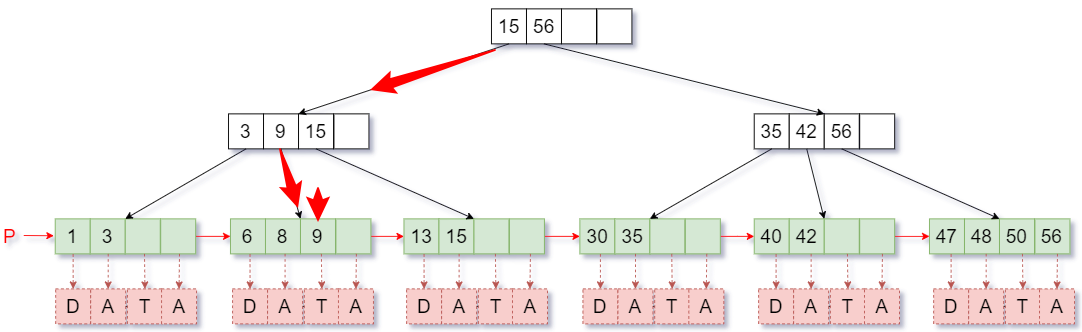 15 56
3 9 15
35 42 56
P
1 3
6 8 9
13 15
30 35
40 42
47 48 50 56
D A T A
D A T A
D A T A
D A T A
D A T A
D A T A